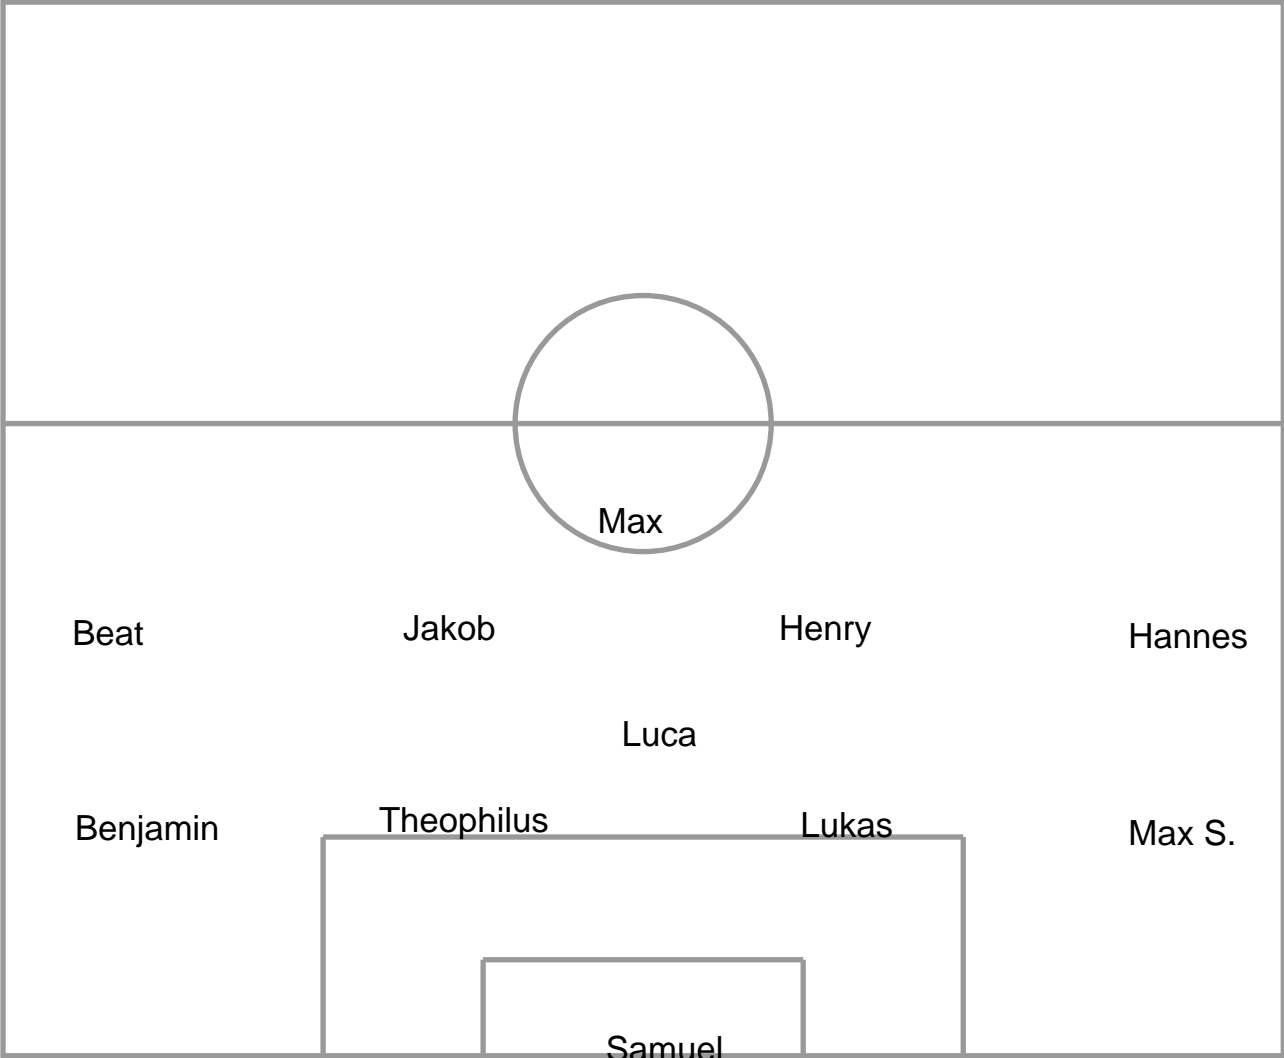 Max
Beat Jakob Henry Hannes
Luca
Benjamin Theophilus Lukas Max S.
Samuel